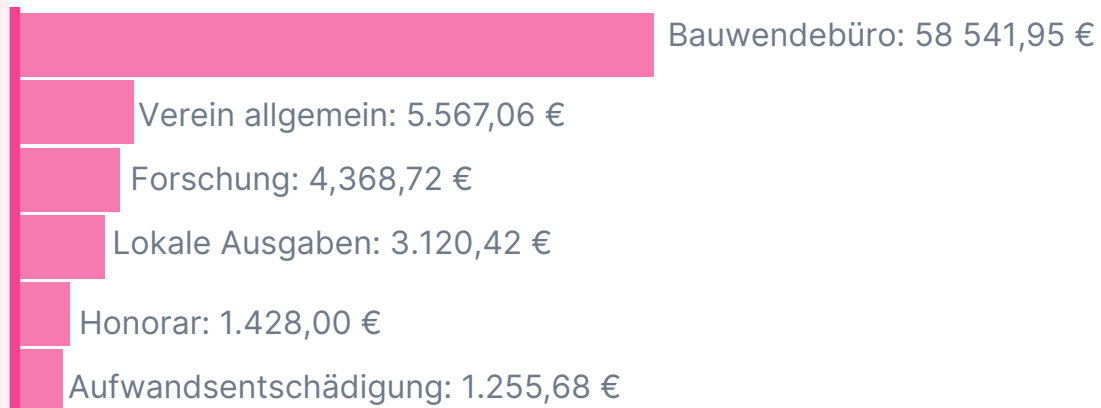 Bauwendebüro: 58 541,95 €
Verein allgemein: 5.567,06 €
Forschung: 4,368,72 €
Lokale Ausgaben: 3.120,42 €
Honorar: 1.428,00 €
Aufwandsentschädigung: 1.255,68 €